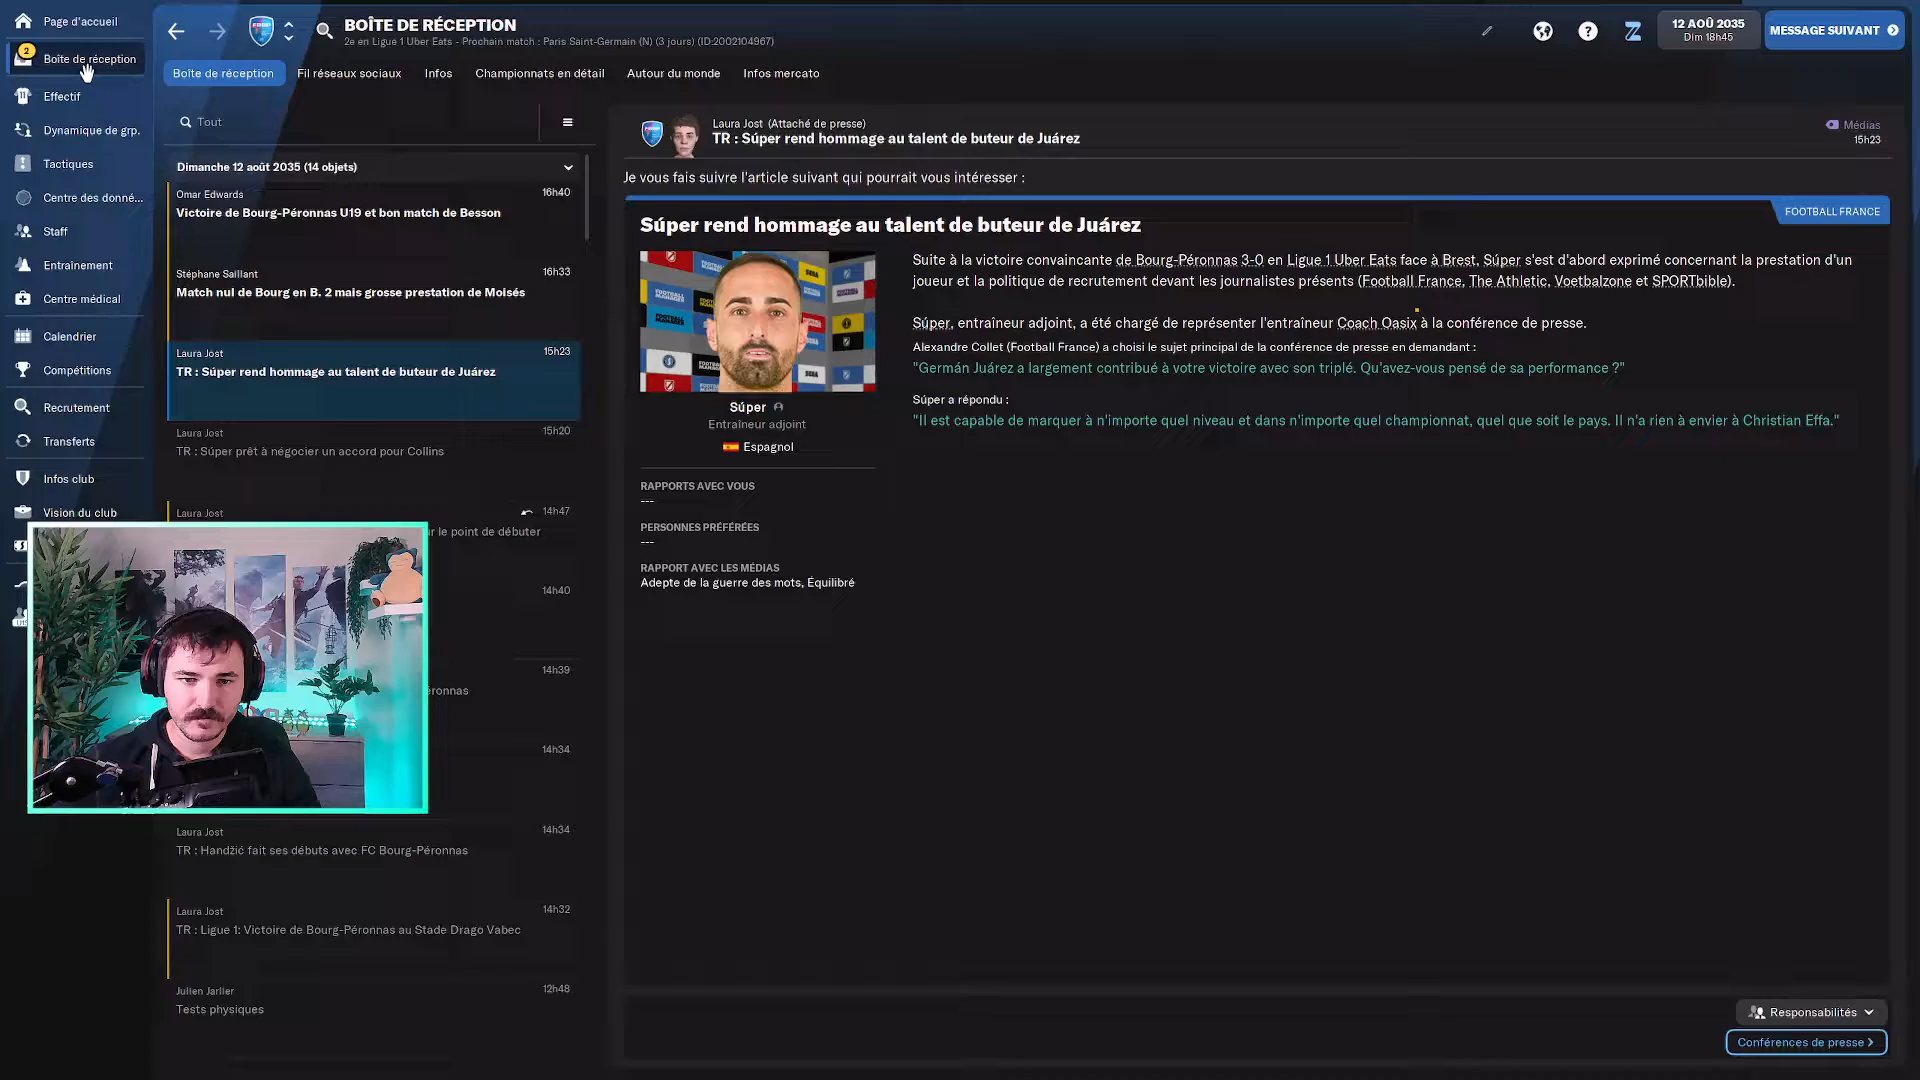 Page d'accueil
2
Boîte de réception
Effectif
Dynamique de grp.
Tactiques
Centre des donné...
Staff
Entraînement
Centre médical
Calendrier
Compétitions
Recrutement
Transferts
Infos club
Vision du club
BOÎTE DE RÉCEPTION
2e en Ligue 1 Uber Eats - Prochain match : Paris Saint-Germain (N) (3 jours) (ID:2002104967)
12 AOÛ 2035
Dim 18h45
MESSAGE SUIVANT
Boîte de réception
Fil réseaux sociaux
Infos
Championnats en détail
Autour du monde
Infos mercato
Tout
Dimanche 12 août 2035 (14 objets)
Omar Edwards
16h40
Victoire de Bourg-Péronnas U19 et bon match de Besson
Stéphane Saillant
16h33
Match nul de Bourg en B. 2 mais grosse prestation de Moisés
Laura Jost
15h23
TR : Súper rend hommage au talent de buteur de Juárez
Laura Jost
15h20
TR : Súper prêt à négocier un accord pour Collins
Laura Jost
14h47
r le point de débuter
14h40
14h39
éronnas
14h34
Laura Jost
14h34
TR : Handžić fait ses débuts avec FC Bourg-Péronnas
Laura Jost
14h32
TR : Ligue 1: Victoire de Bourg-Péronnas au Stade Drago Vabec
Julien Jarlier
12h48
Tests physiques
Laura Jost (Attaché de presse)
TR : Súper rend hommage au talent de buteur de Juárez
Médias
15h23
Je vous fais suivre l'article suivant qui pourrait vous intéresser :
FOOTBALL FRANCE
Súper rend hommage au talent de buteur de Juárez
Suite à la victoire convaincante de Bourg-Péronnas 3-0 en Ligue 1 Uber Eats face à Brest, Súper s'est d'abord exprimé concernant la prestation d'un
joueur et la politique de recrutement devant les journalistes présents (Football France, The Athletic, Voetbalzone et SPORTbible).
Súper, entraîneur adjoint, a été chargé de représenter l'entraîneur Coach Oasix à la conférence de presse.
Alexandre Collet (Football France) a choisi le sujet principal de la conférence de presse en demandant :
"Germán Juárez a largement contribué à votre victoire avec son triplé. Qu'avez-vous pensé de sa performance ?"
Súper a répondu :
"Il est capable de marquer à n'importe quel niveau et dans n'importe quel championnat, quel que soit le pays. Il n'a rien à envier à Christian Effa."
Súper
Entraîneur adjoint
Espagnol
RAPPORTS AVEC VOUS
---
PERSONNES PRÉFÉRÉES
---
RAPPORT AVEC LES MÉDIAS
Adepte de la guerre des mots, Équilibré
Responsabilités
Conférences de presse >